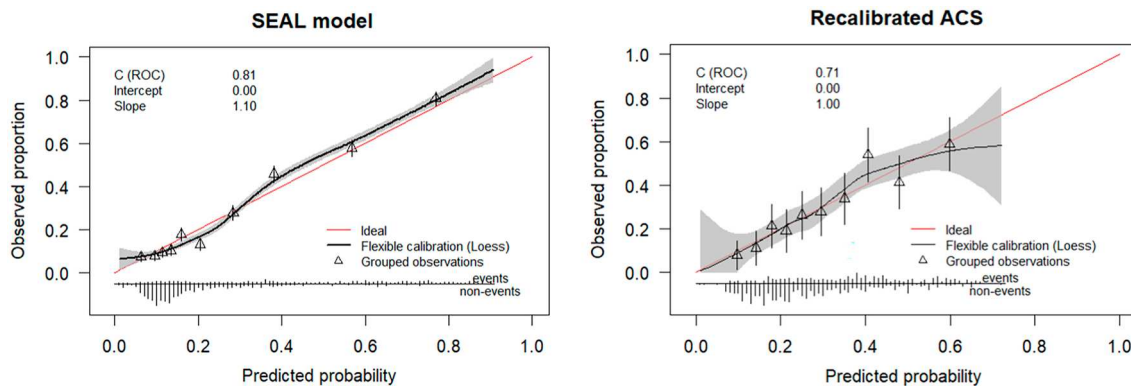 SEAL model
C (ROC) 0.81
Intercept 0.00
Slope 1.10
Observed proportion
1.0
0.8
0.6
0.4
0.2
0.0
Ideal
Flexible calibration (Loess)
Grouped observations
events
non-events
0.0 0.2 0.4 0.6 0.8 1.0
Predicted probability
Recalibrated ACS
C (ROC) 0.71
Intercept 0.00
Slope 1.00
Observed proportion
1.0
0.8
0.6
0.4
0.2
0.0
Ideal
Flexible calibration (Loess)
Grouped observations
events
non-events
0.0 0.2 0.4 0.6 0.8 1.0
Predicted probability